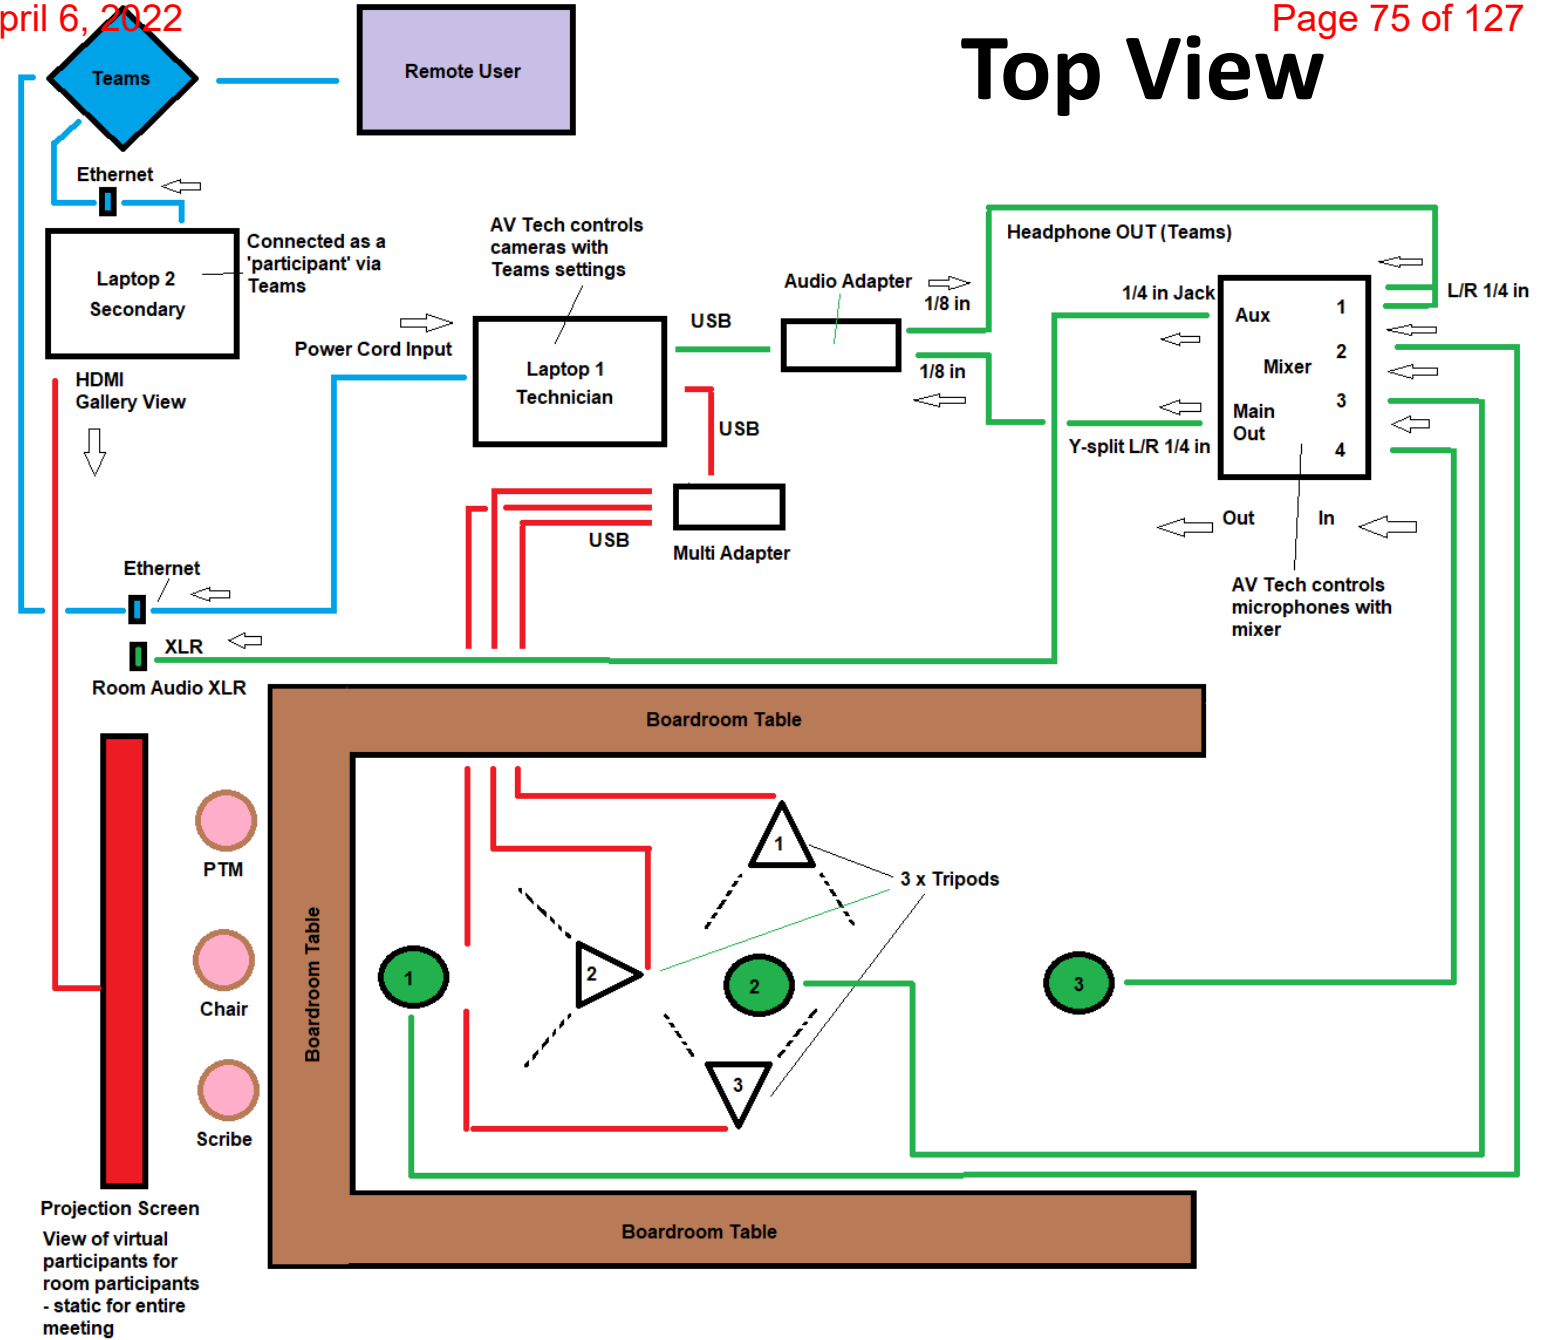 pril 6, 2022
Page 75 of 127
Top View
Teams
Remote User
Ethernet
Laptop 2
Secondary
Connected as a
'participant' via
Teams
HDMI
Gallery View
AV Tech controls
cameras with
Teams settings
Power Cord Input
Laptop 1
Technician
USB
Audio Adapter
1/8 in
1/8 in
Headphone OUT (Teams)
1/4 in Jack
L/R 1/4 in
Aux
Mixer
Main
Out
1
2
3
4
Y-split L/R 1/4 in
Out
In
AV Tech controls
microphones with
mixer
USB
USB
Multi Adapter
Ethernet
XLR
Room Audio XLR
Boardroom Table
Boardroom Table
Boardroom Table
PTM
Chair
Scribe
1
3 x Tripods
1
2
2
3
3
Projection Screen
View of virtual
participants for
room participants
- static for entire
meeting